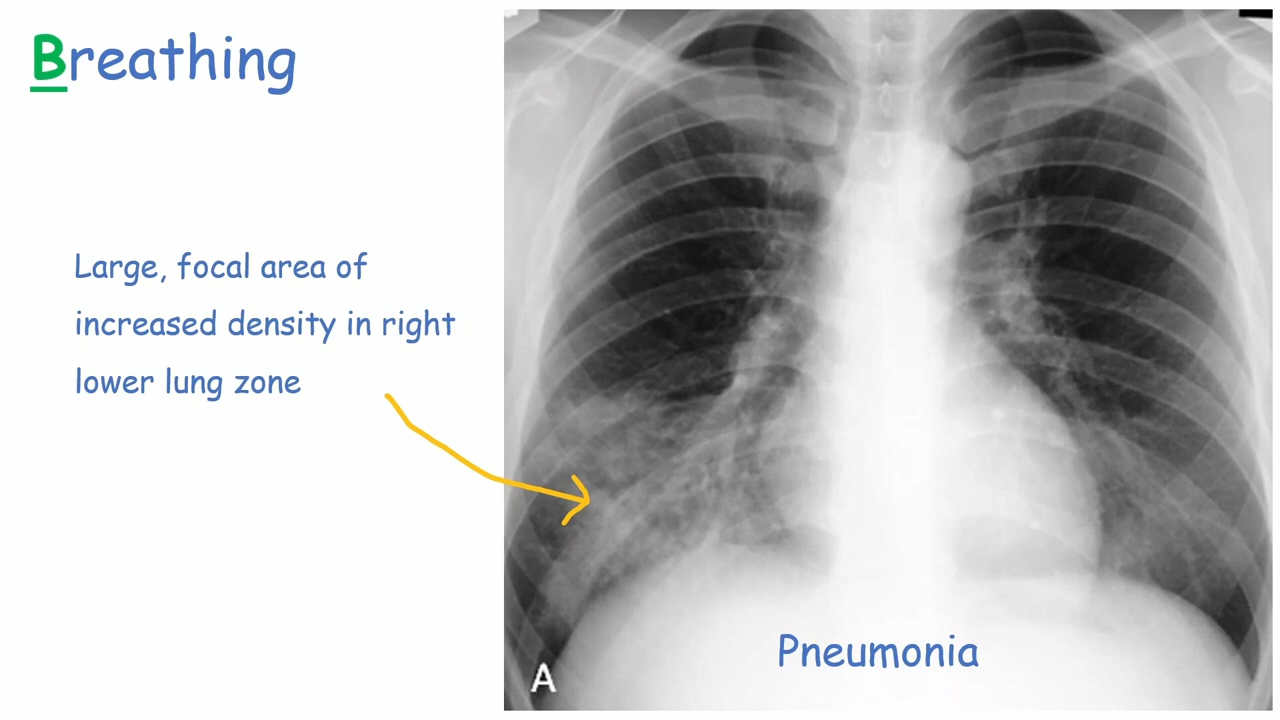 Breathing
Large, focal area of
increased density in right
lower lung zone
Pneumonia
A